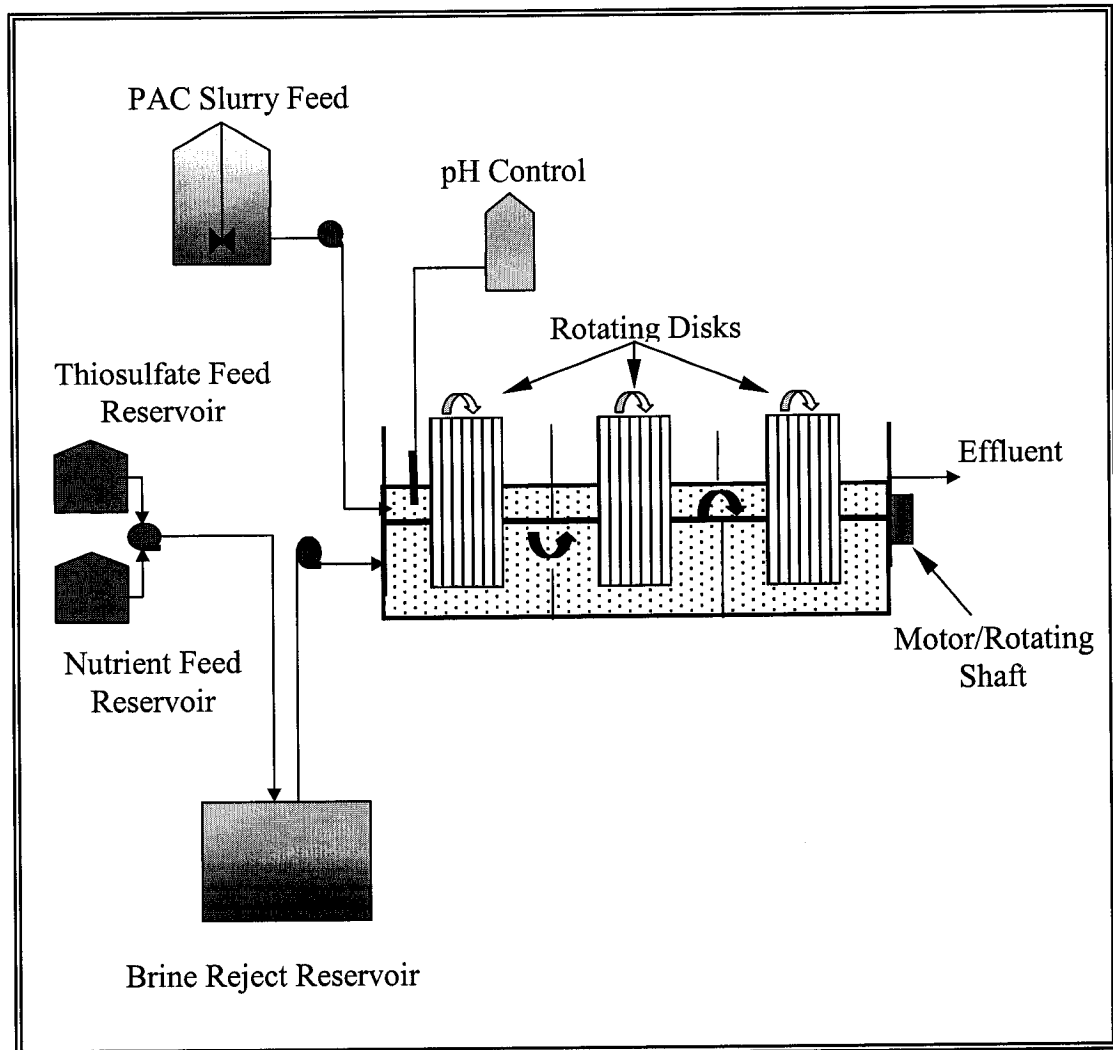 PAC Slurry Feed
pH Control
Rotating Disks
Thiosulfate Feed
Reservoir
Effluent
Nutrient Feed
Reservoir
Motor/Rotating
Shaft
Brine Reject Reservoir